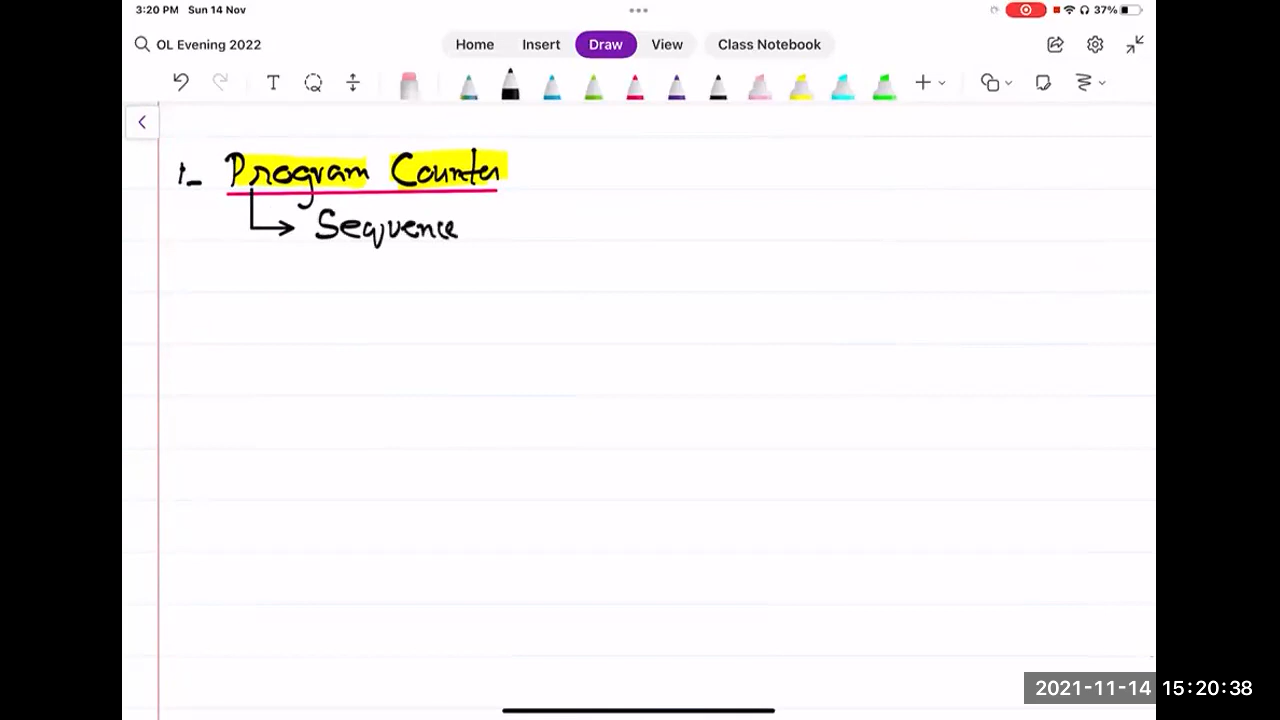 3:20 PM Sun 14 Nov
37%
OL Evening 2022
Home Insert Draw View Class Notebook
T
1- Program Counter
Sequence
2021-11-14 15:20:38